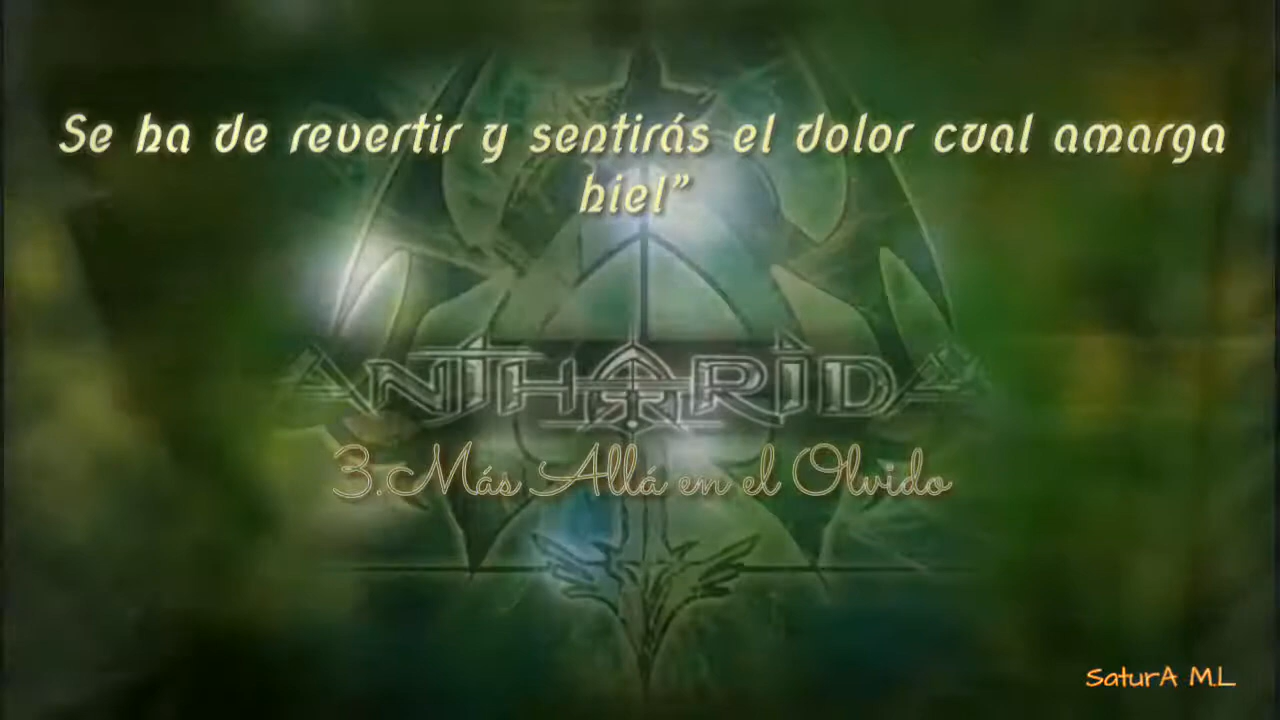 Se ha de revertir y sentirás el dolor cual amarga
hiel”
ANTHARIDA
3.Más Allá en el Olvido
SaturA M.L